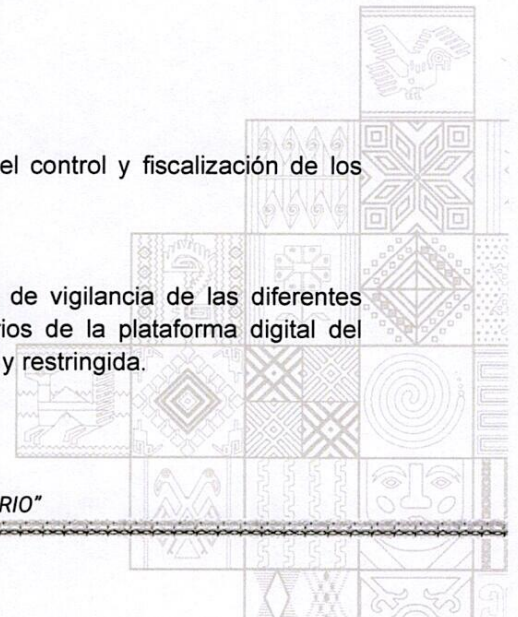 el control y fiscalización de los
de vigilancia de las diferentes
rios de la plataforma digital del
y restringida.
RIO"